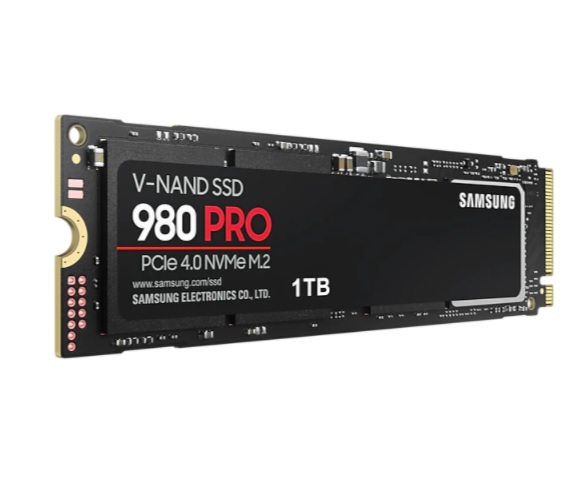 V-NAND SSD
SAMSUNG
980 PRO
PCIe 4.0 NVMe M.2
www.samsung.com/ssd
SAMSUNG ELECTRONICS CO., LTD.
1TB